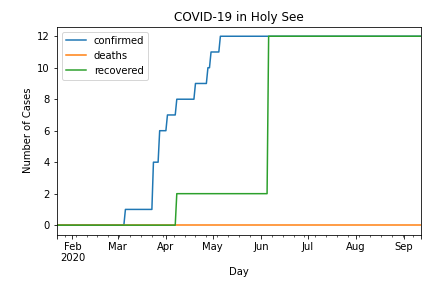 COVID-19 in Holy See
confirmed
deaths
recovered
Number of Cases
12
10
8
6
4
2
0
Feb Mar Apr May Jun Jul Aug Sep
2020
Day